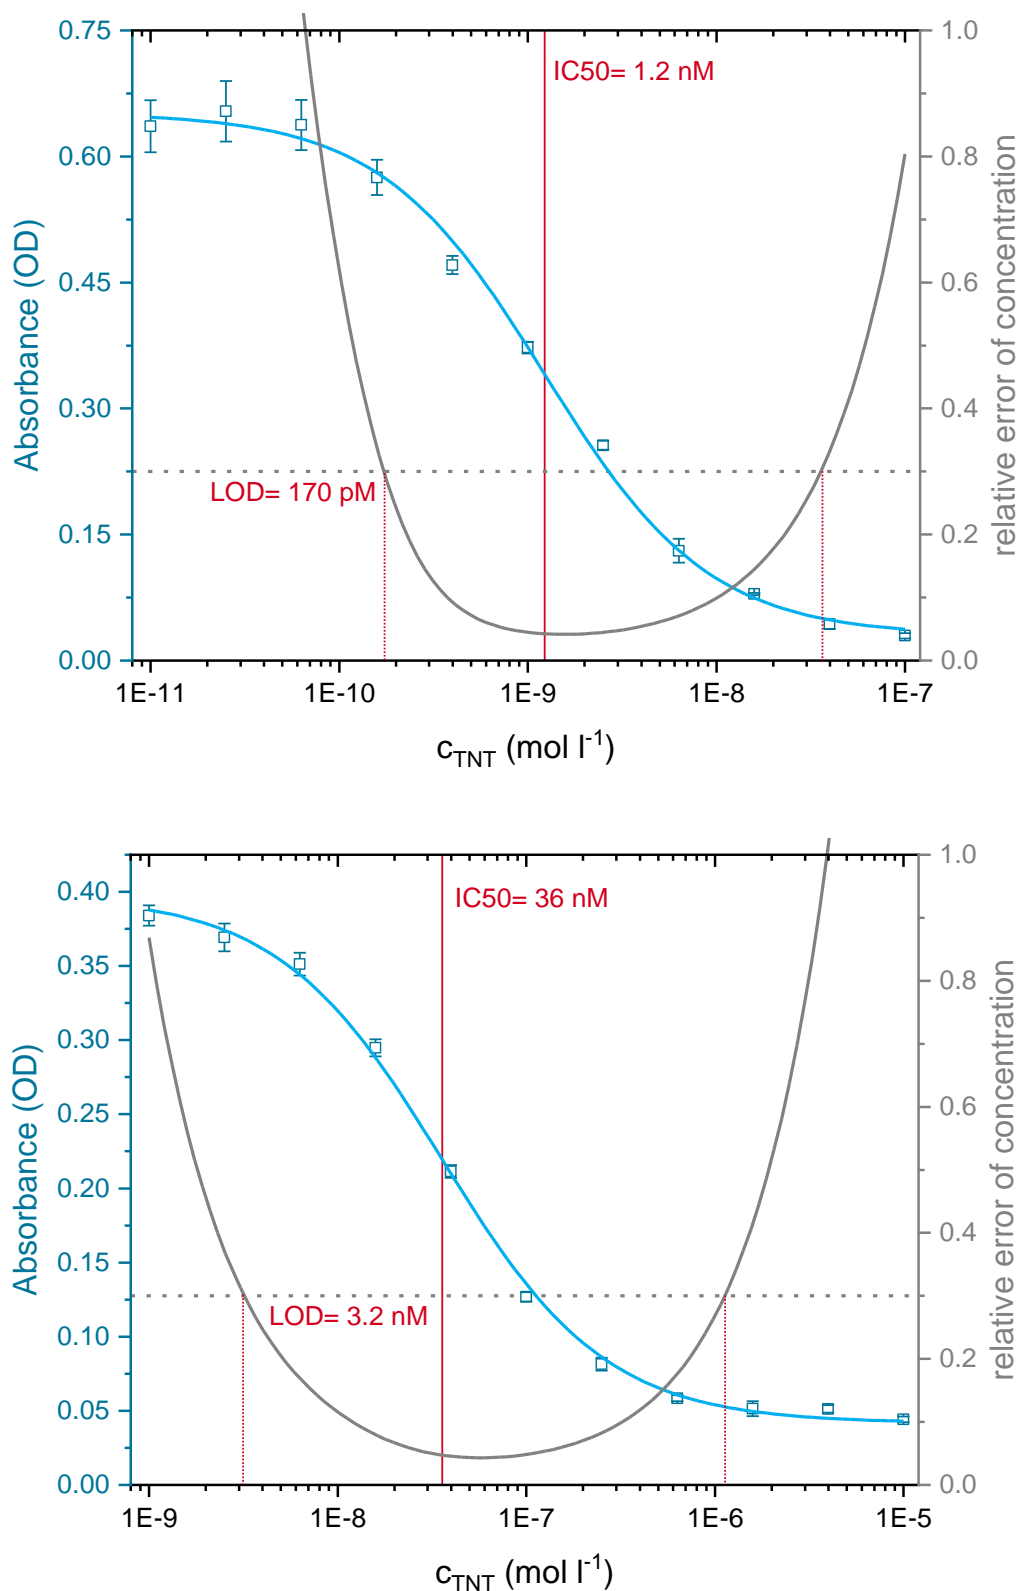 0.75
0.60
0.45
0.30
0.15
0.00
Absorbance (OD)
IC50= 1.2 nM
LOD= 170 pM
1.0
0.8
0.6
0.4
0.2
0.0
relative error of concentration
1E-11 1E-10 1E-9 1E-8 1E-7
c_TNT (mol l⁻¹)
0.40
0.35
0.30
0.25
0.20
0.15
0.10
0.05
0.00
Absorbance (OD)
IC50= 36 nM
LOD= 3.2 nM
1.0
0.8
0.6
0.4
0.2
0.0
relative error of concentration
1E-9 1E-8 1E-7 1E-6 1E-5
c_TNT (mol l⁻¹)